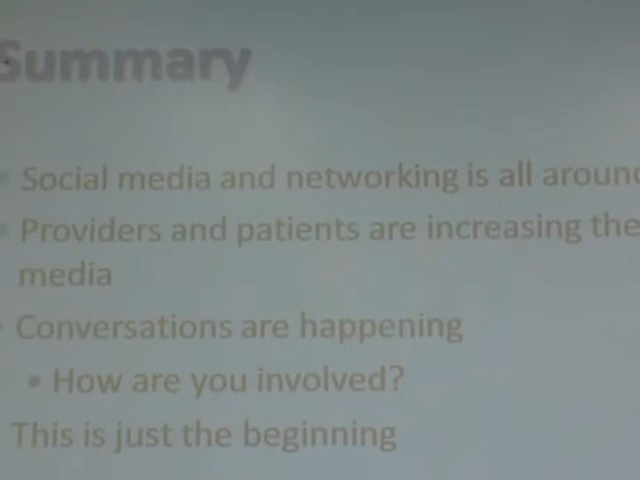 Summary
Social media and networking is all around
Providers and patients are increasing the
media
Conversations are happening
• How are you involved?
This is just the beginning